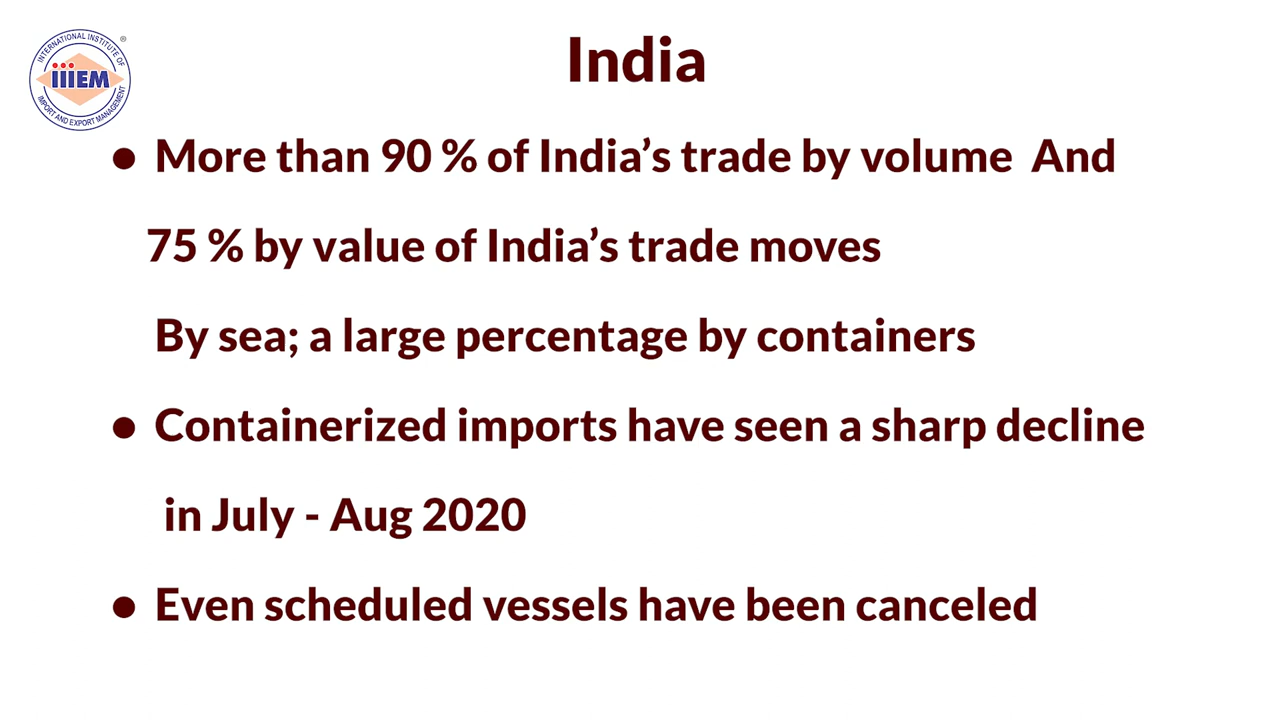 India
INTERNATIONAL INSTITUTE OF
®
iiiEM
IMPORT AND EXPORT MANAGEMENT
• More than 90 % of India’s trade by volume And
75 % by value of India’s trade moves
By sea; a large percentage by containers
• Containerized imports have seen a sharp decline
in July - Aug 2020
• Even scheduled vessels have been canceled